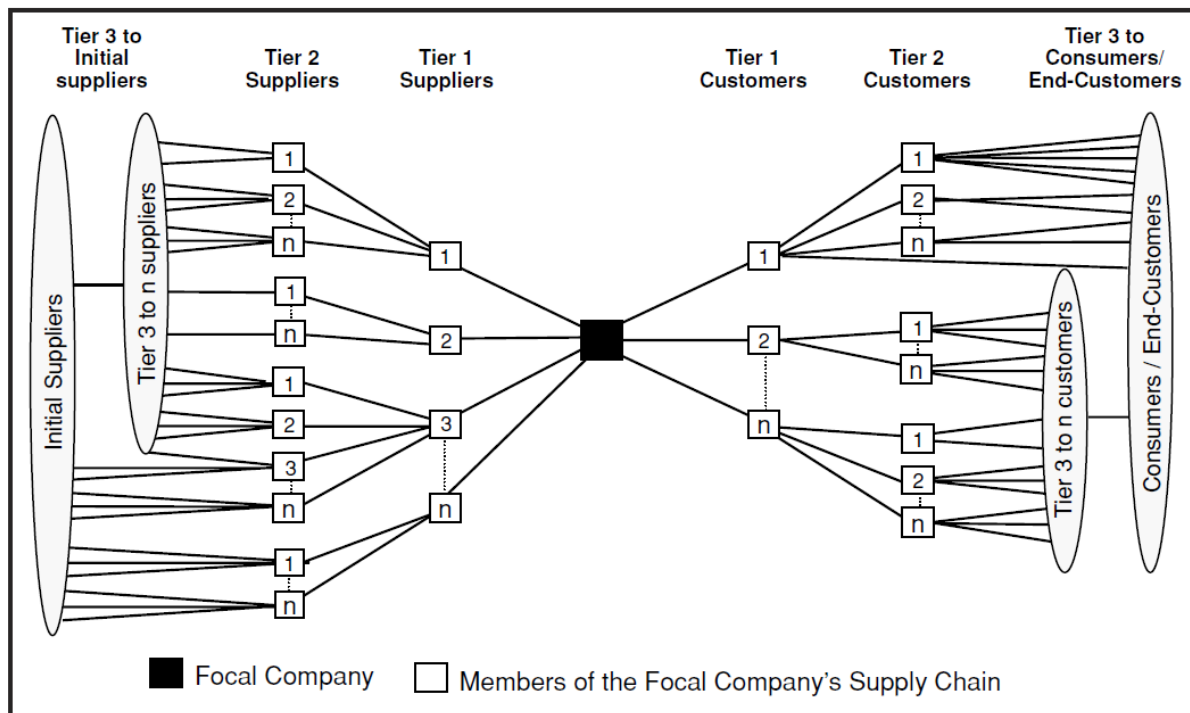 Tier 3 to
Initial
suppliers
Tier 2
Suppliers
Tier 1
Suppliers
Tier 1
Customers
Tier 2
Customers
Tier 3 to
Consumers/
End-Customers
Initial Suppliers
Tier 3 to n suppliers
1
2
n
1
n
1
2
3
n
1
n
1
2
3
n
1
2
n
1
2
n
1
n
1
2
n
Tier 3 to n customers
Consumers / End-Customers
Focal Company
Members of the Focal Company's Supply Chain